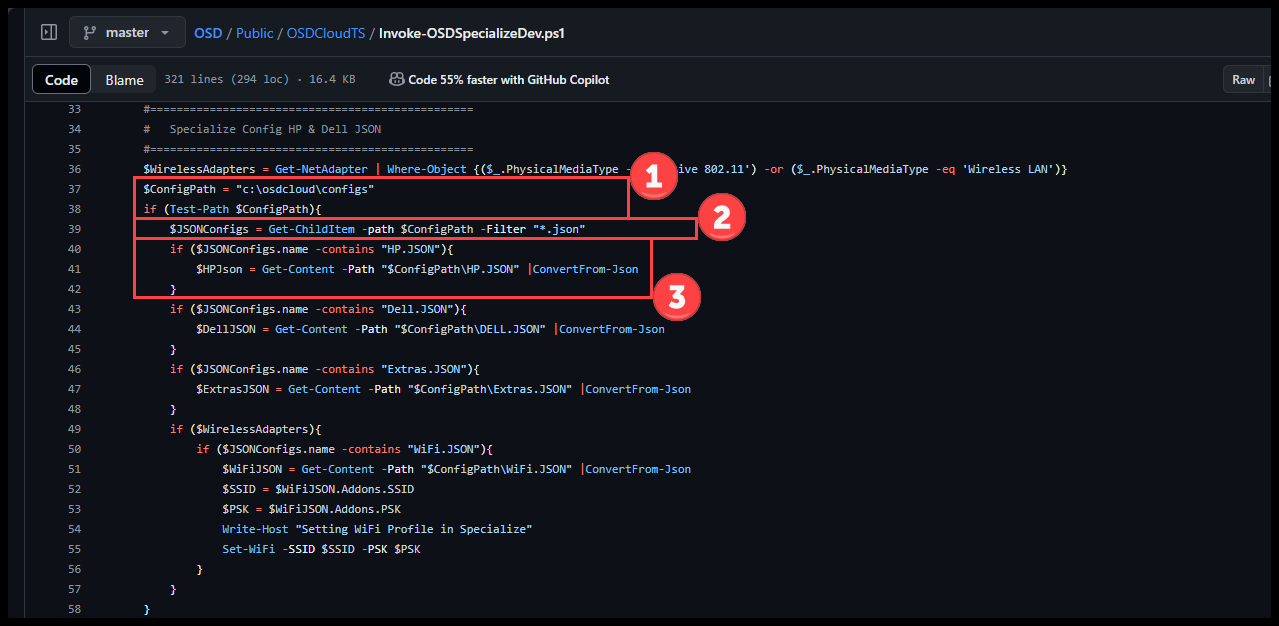 master OSD / Public / OSDCloudTS / Invoke-OSDSpecializeDev.ps1
Code Blame 321 lines (294 loc) · 16.4 KB Code 55% faster with GitHub Copilot Raw
33 #=================================================
34 #   Specialize Config HP & Dell JSON
35 #=================================================
36 $WirelessAdapters = Get-NetAdapter | Where-Object {($_.PhysicalMediaType - ive 802.11') -or ($_.PhysicalMediaType -eq 'Wireless LAN')}
1
37 $ConfigPath = "c:\osdcloud\configs"
38 if (Test-Path $ConfigPath){
2
39 $JSONConfigs = Get-ChildItem -path $ConfigPath -Filter "*.json"
40 if ($JSONConfigs.name -contains "HP.JSON"){
41 $HPJson = Get-Content -Path "$ConfigPath\HP.JSON" |ConvertFrom-Json
42 }
3
43 if ($JSONConfigs.name -contains "Dell.JSON"){
44 $DellJSON = Get-Content -Path "$ConfigPath\DELL.JSON" |ConvertFrom-Json
45 }
46 if ($JSONConfigs.name -contains "Extras.JSON"){
47 $ExtrasJSON = Get-Content -Path "$ConfigPath\Extras.JSON" |ConvertFrom-Json
48 }
49 if ($WirelessAdapters){
50 if ($JSONConfigs.name -contains "WiFi.JSON"){
51 $WiFiJSON = Get-Content -Path "$ConfigPath\WiFi.JSON" |ConvertFrom-Json
52 $SSID = $WiFiJSON.Addons.SSID
53 $PSK = $WiFiJSON.Addons.PSK
54 Write-Host "Setting WiFi Profile in Specialize"
55 Set-WiFi -SSID $SSID -PSK $PSK
56 }
57 }
58 }